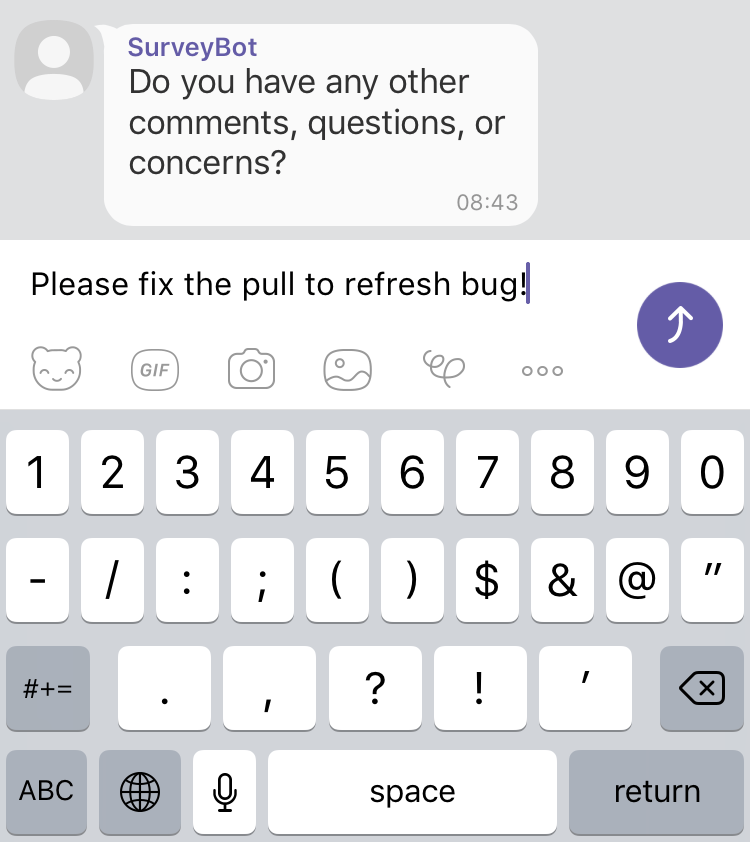 SurveyBot
Do you have any other
comments, questions, or
concerns?
08:43
Please fix the pull to refresh bug!
GIF
1 2 3 4 5 6 7 8 9 0
- / : ; ( ) $ & @ "
#+= . , ? ! '
ABC space return